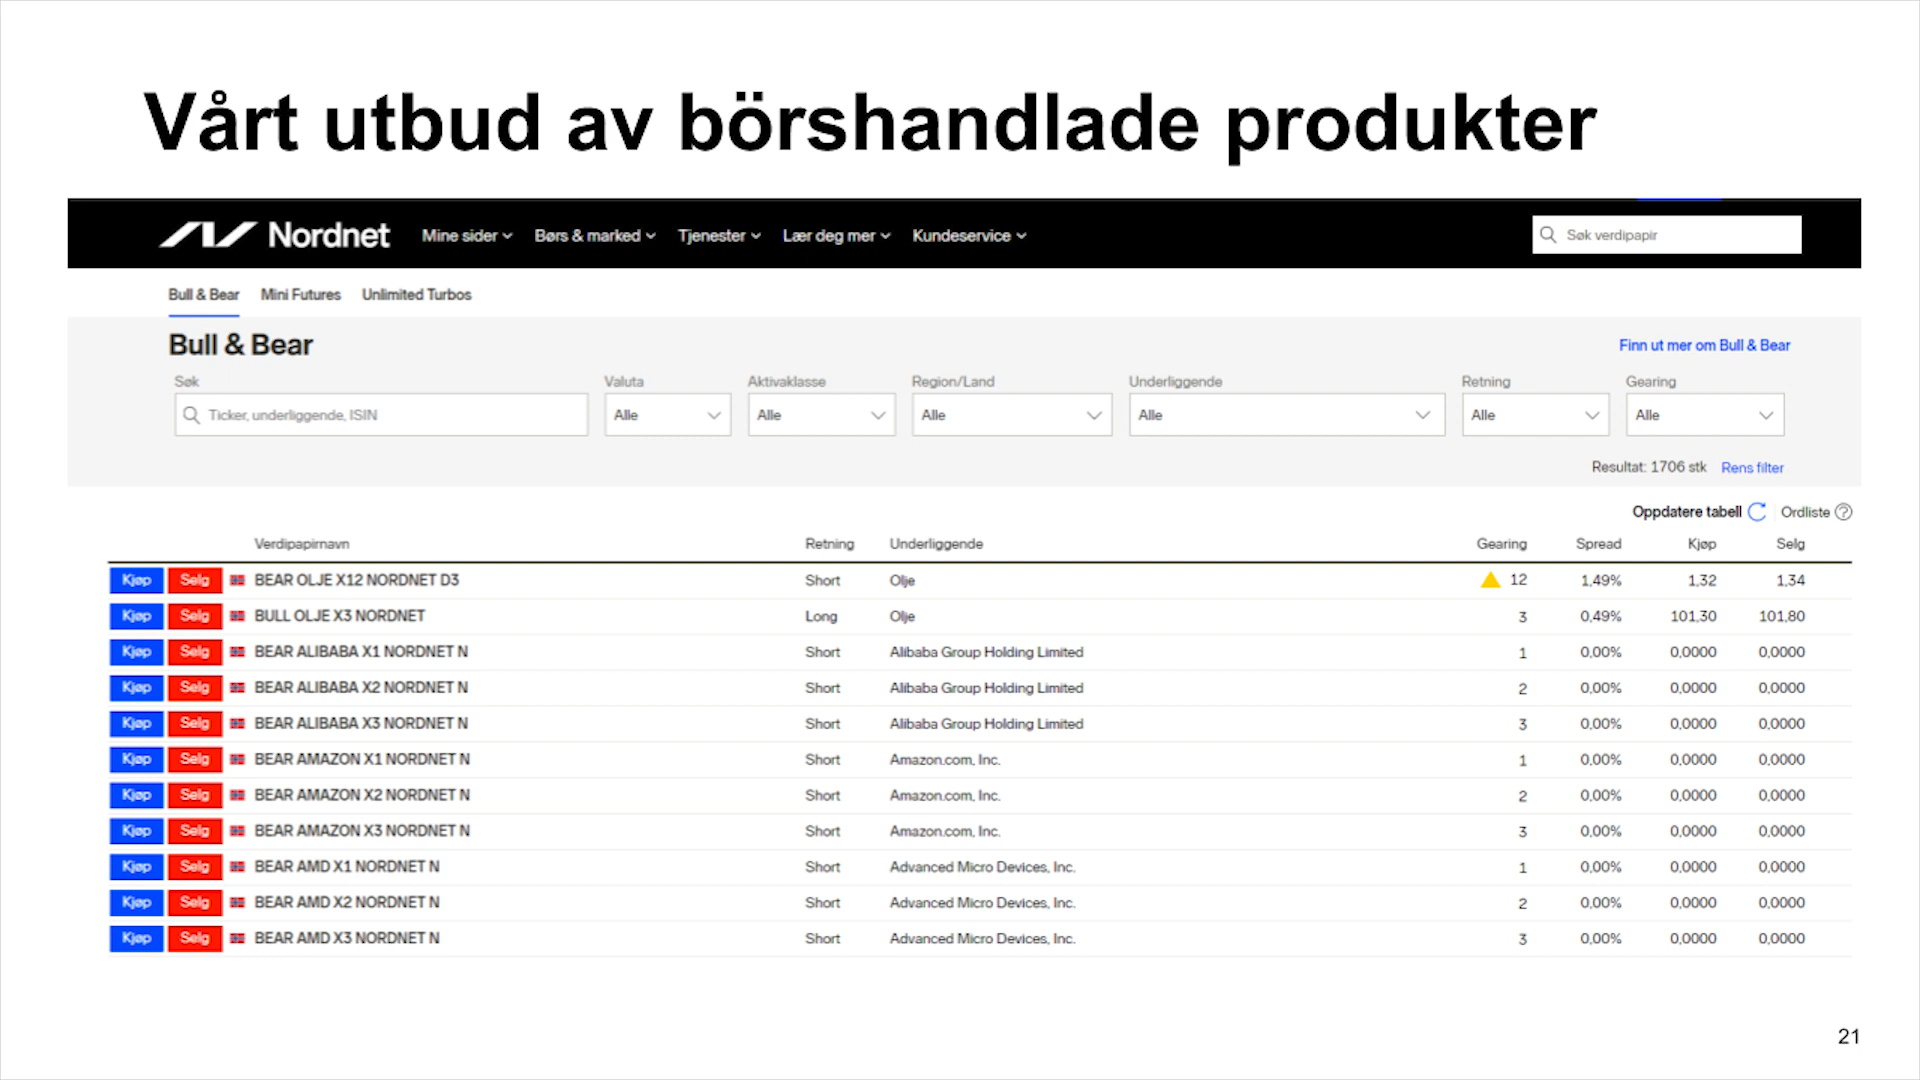 Vårt utbud av börshandlade produkter
Nordnet Mine sider Børs & marked Tjenester Lær deg mer Kundeservice Søk verdipapir
Bull & Bear Mini Futures Unlimited Turbos
Bull & Bear Finn ut mer om Bull & Bear
Søk Valuta Aktivaklasse Region/Land Underliggende Retning Gearing
Ticker, underliggende, ISIN Alle Alle Alle Alle Alle Alle
Resultat: 1706 stk Rens filter
Oppdatere tabell Ordliste ?
Verdipapirnavn Retning Underliggende Gearing Spread Kjøp Selg
Kjøp Selg BEAR OLJE X12 NORDNET D3 Short Olje 12 1,49% 1,32 1,34
Kjøp Selg BULL OLJE X3 NORDNET Long Olje 3 0,49% 101,30 101,80
Kjøp Selg BEAR ALIBABA X1 NORDNET N Short Alibaba Group Holding Limited 1 0,00% 0,0000 0,0000
Kjøp Selg BEAR ALIBABA X2 NORDNET N Short Alibaba Group Holding Limited 2 0,00% 0,0000 0,0000
Kjøp Selg BEAR ALIBABA X3 NORDNET N Short Alibaba Group Holding Limited 3 0,00% 0,0000 0,0000
Kjøp Selg BEAR AMAZON X1 NORDNET N Short Amazon.com, Inc. 1 0,00% 0,0000 0,0000
Kjøp Selg BEAR AMAZON X2 NORDNET N Short Amazon.com, Inc. 2 0,00% 0,0000 0,0000
Kjøp Selg BEAR AMAZON X3 NORDNET N Short Amazon.com, Inc. 3 0,00% 0,0000 0,0000
Kjøp Selg BEAR AMD X1 NORDNET N Short Advanced Micro Devices, Inc. 1 0,00% 0,0000 0,0000
Kjøp Selg BEAR AMD X2 NORDNET N Short Advanced Micro Devices, Inc. 2 0,00% 0,0000 0,0000
Kjøp Selg BEAR AMD X3 NORDNET N Short Advanced Micro Devices, Inc. 3 0,00% 0,0000 0,0000
21